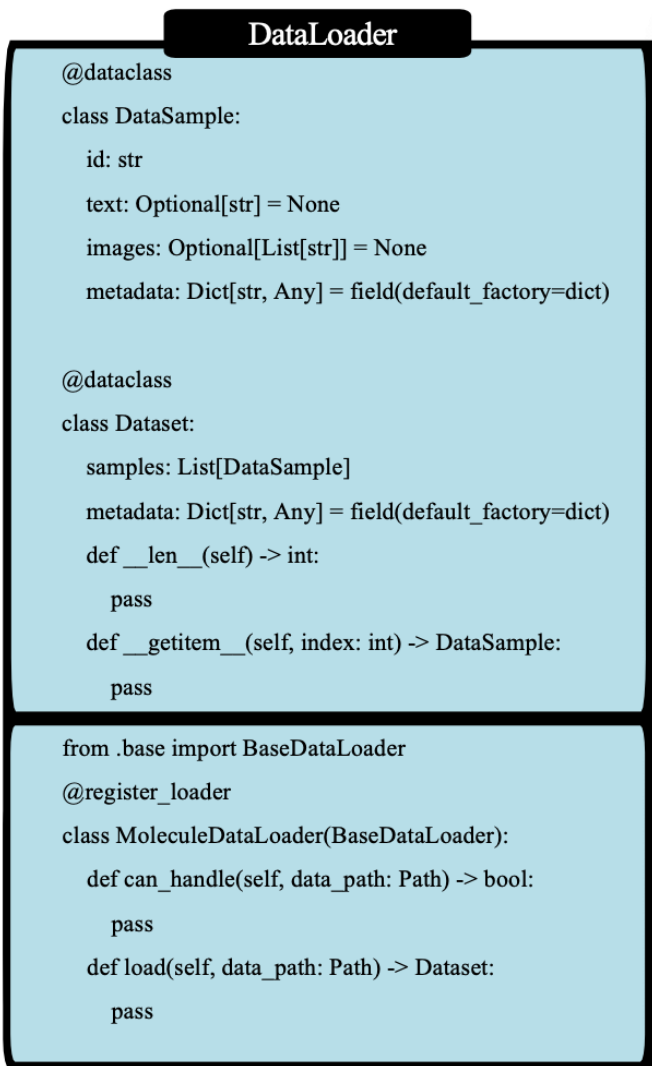 DataLoader
@dataclass
class DataSample:
id: str
text: Optional[str] = None
images: Optional[List[str]] = None
metadata: Dict[str, Any] = field(default_factory=dict)
@dataclass
class Dataset:
samples: List[DataSample]
metadata: Dict[str, Any] = field(default_factory=dict)
def __len__(self) -> int:
pass
def __getitem__(self, index: int) -> DataSample:
pass
from .base import BaseDataLoader
@register_loader
class MoleculeDataLoader(BaseDataLoader):
def can_handle(self, data_path: Path) -> bool:
pass
def load(self, data_path: Path) -> Dataset:
pass